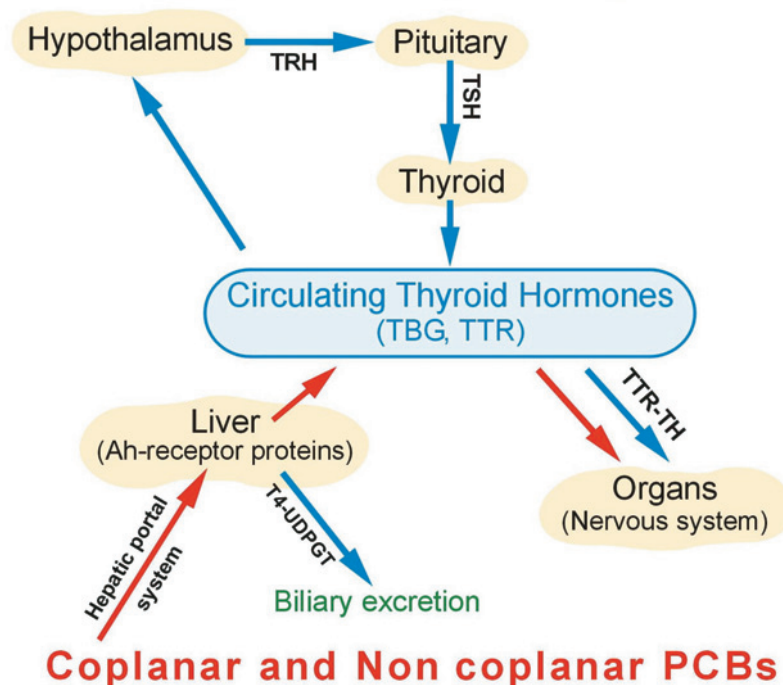 Hypothalamus
TRH
Pituitary
TSH
Thyroid
Circulating Thyroid Hormones
(TBG, TTR)
Liver
(Ah-receptor proteins)
TTR-TH
Organs
(Nervous system)
Hepatic portal
system
T4-UDPGT
Biliary excretion
Coplanar and Non coplanar PCBs